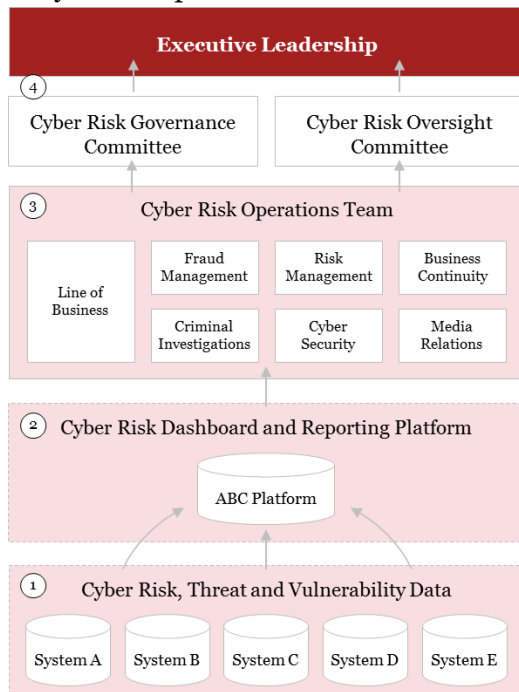 Executive Leadership
4
Cyber Risk Governance
Committee
Cyber Risk Oversight
Committee
3
Cyber Risk Operations Team
Line of
Business
Fraud
Management
Risk
Management
Business
Continuity
Criminal
Investigations
Cyber
Security
Media
Relations
2
Cyber Risk Dashboard and Reporting Platform
ABC Platform
1
Cyber Risk, Threat and Vulnerability Data
System A
System B
System C
System D
System E